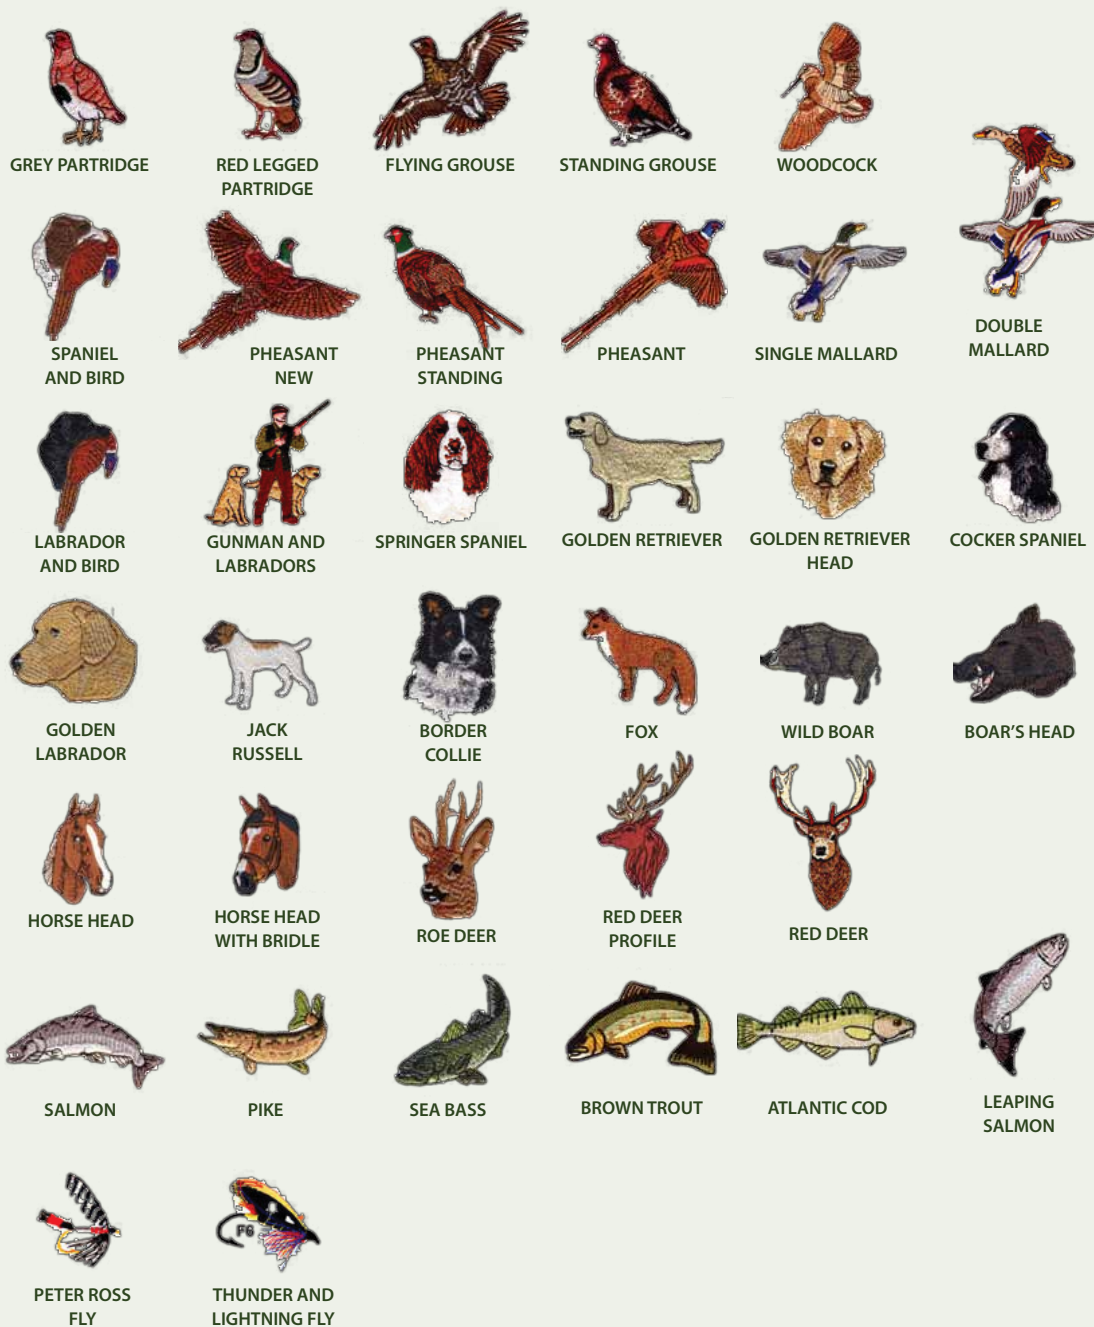 GREY PARTRIDGE
RED LEGGED
PARTRIDGE
FLYING GROUSE
STANDING GROUSE
WOODCOCK
DOUBLE
MALLARD
SPANIEL
AND BIRD
PHEASANT
NEW
PHEASANT
STANDING
PHEASANT
SINGLE MALLARD
LABRADOR
AND BIRD
GUNMAN AND
LABRADORS
SPRINGER SPANIEL
GOLDEN RETRIEVER
GOLDEN RETRIEVER
HEAD
COCKER SPANIEL
GOLDEN
LABRADOR
JACK
RUSSELL
BORDER
COLLIE
FOX
WILD BOAR
BOAR'S HEAD
HORSE HEAD
HORSE HEAD
WITH BRIDLE
ROE DEER
RED DEER
PROFILE
RED DEER
SALMON
PIKE
SEA BASS
BROWN TROUT
ATLANTIC COD
LEAPING
SALMON
PETER ROSS
FLY
FG
THUNDER AND
LIGHTNING FLY